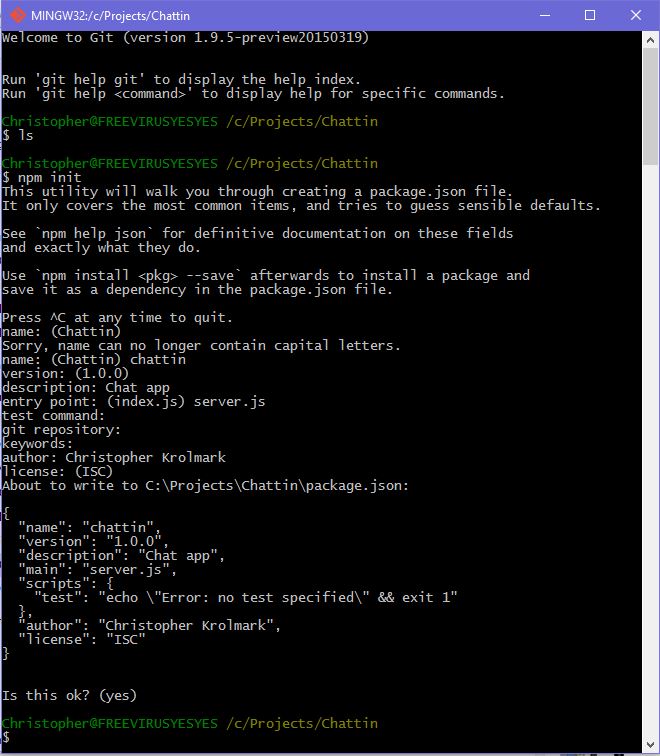 MINGW32:/c/Projects/Chattin
Welcome to Git (version 1.9.5-preview20150319)
Run 'git help git' to display the help index.
Run 'git help <command>' to display help for specific commands.
Christopher@FREEVIRUSYESYES /c/Projects/Chattin
$ ls
Christopher@FREEVIRUSYESYES /c/Projects/Chattin
$ npm init
This utility will walk you through creating a package.json file.
It only covers the most common items, and tries to guess sensible defaults.
See `npm help json` for definitive documentation on these fields
and exactly what they do.
Use `npm install <pkg> --save` afterwards to install a package and
save it as a dependency in the package.json file.
Press ^C at any time to quit.
name: (Chattin)
Sorry, name can no longer contain capital letters.
name: (Chattin) chattin
version: (1.0.0)
description: Chat app
entry point: (index.js) server.js
test command:
git repository:
keywords:
author: Christopher Krolmark
license: (ISC)
About to write to C:\Projects\Chattin\package.json:
{
  "name": "chattin",
  "version": "1.0.0",
  "description": "Chat app",
  "main": "server.js",
  "scripts": {
    "test": "echo \"Error: no test specified\" && exit 1"
  },
  "author": "Christopher Krolmark",
  "license": "ISC"
}
Is this ok? (yes)
Christopher@FREEVIRUSYESYES /c/Projects/Chattin
$